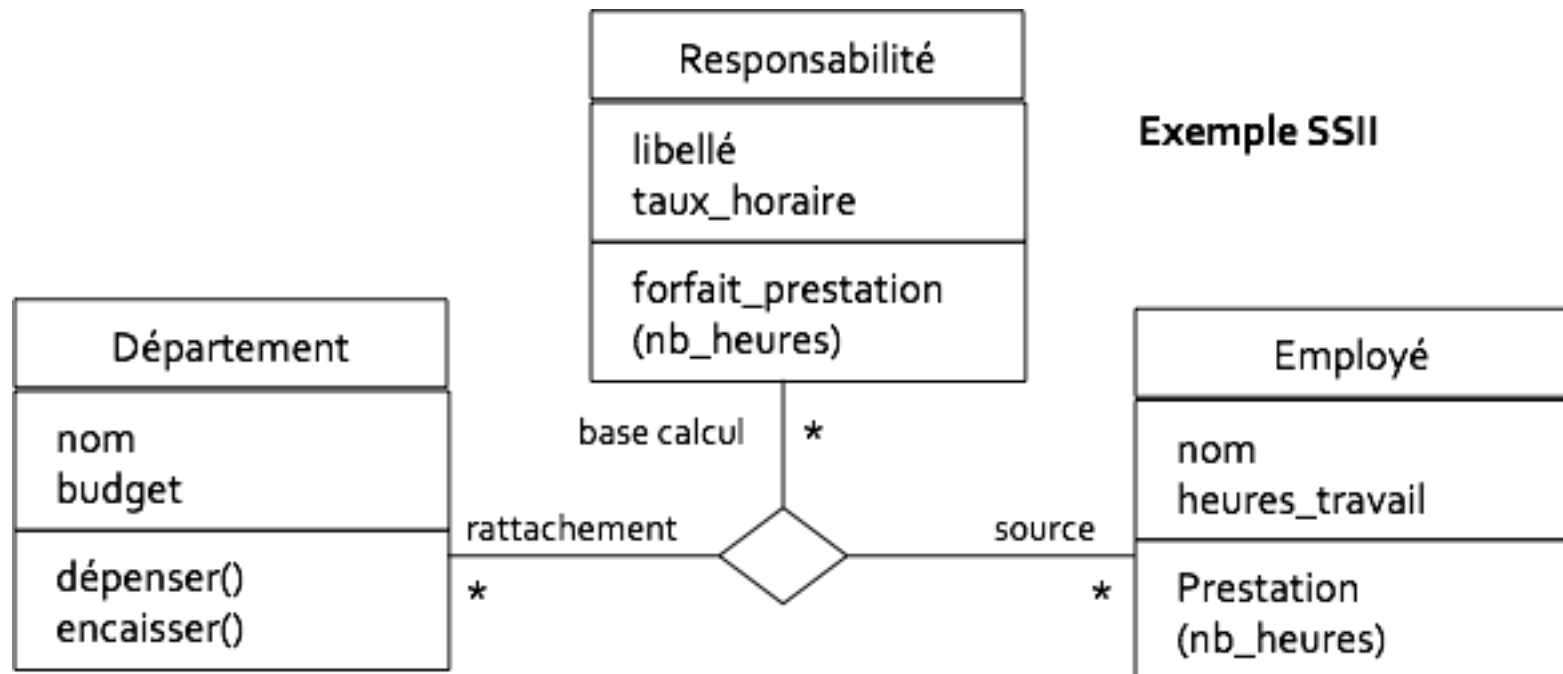 Responsabilité
libellé
taux_horaire
forfait_prestation
(nb_heures)
Exemple SSII
Département
nom
budget
dépenser()
encaisser()
base calcul
*
rattachement
*
source
*
Employé
nom
heures_travail
Prestation
(nb_heures)